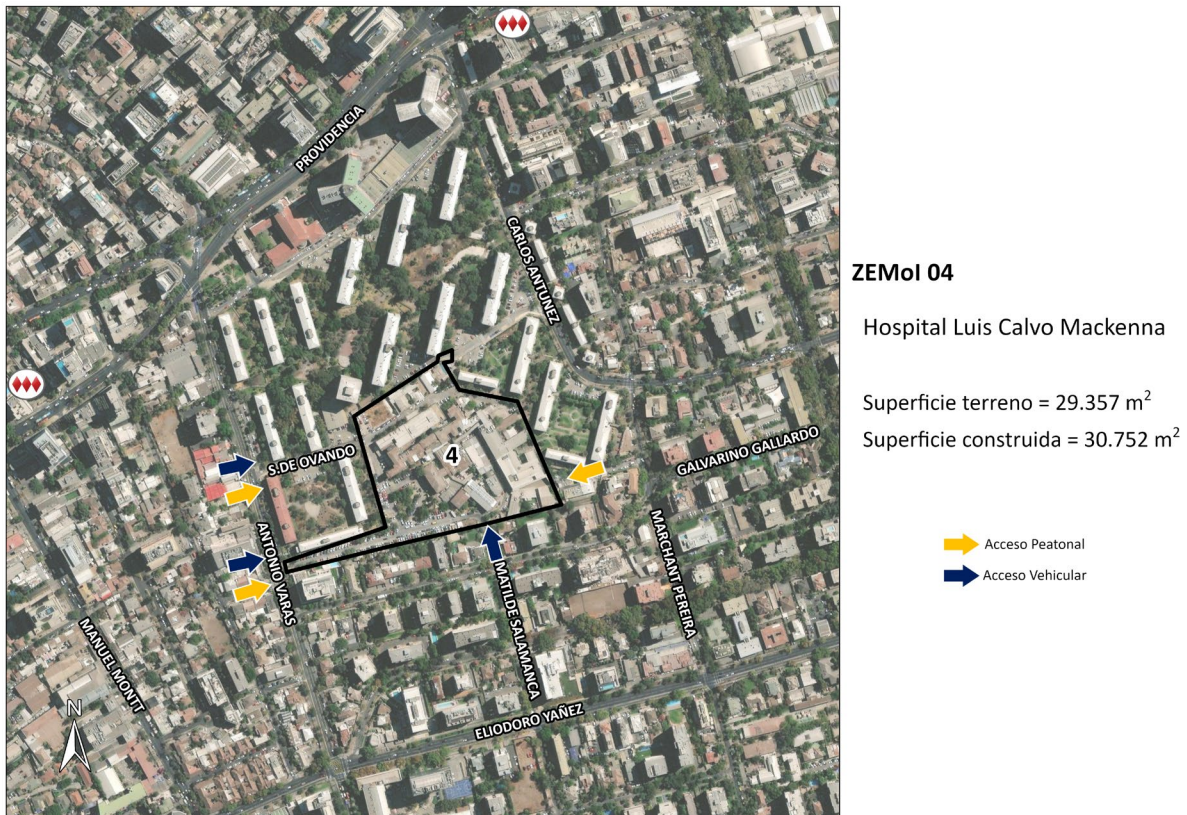 PROVIDENCIA
CARLOS ANTUNEZ
ZEMoI 04
Hospital Luis Calvo Mackenna
Superficie terreno = 29.357 m²
Superficie construida = 30.752 m²
4
S.DE OVANDO
GALVARINO GALLARDO
ANTONIO VARAS
MARCHANT PEREIRA
Acceso Peatonal
Acceso Vehicular
MATILDE SALAMANCA
MANUEL MONTT
N
ELIODORO YAÑEZ